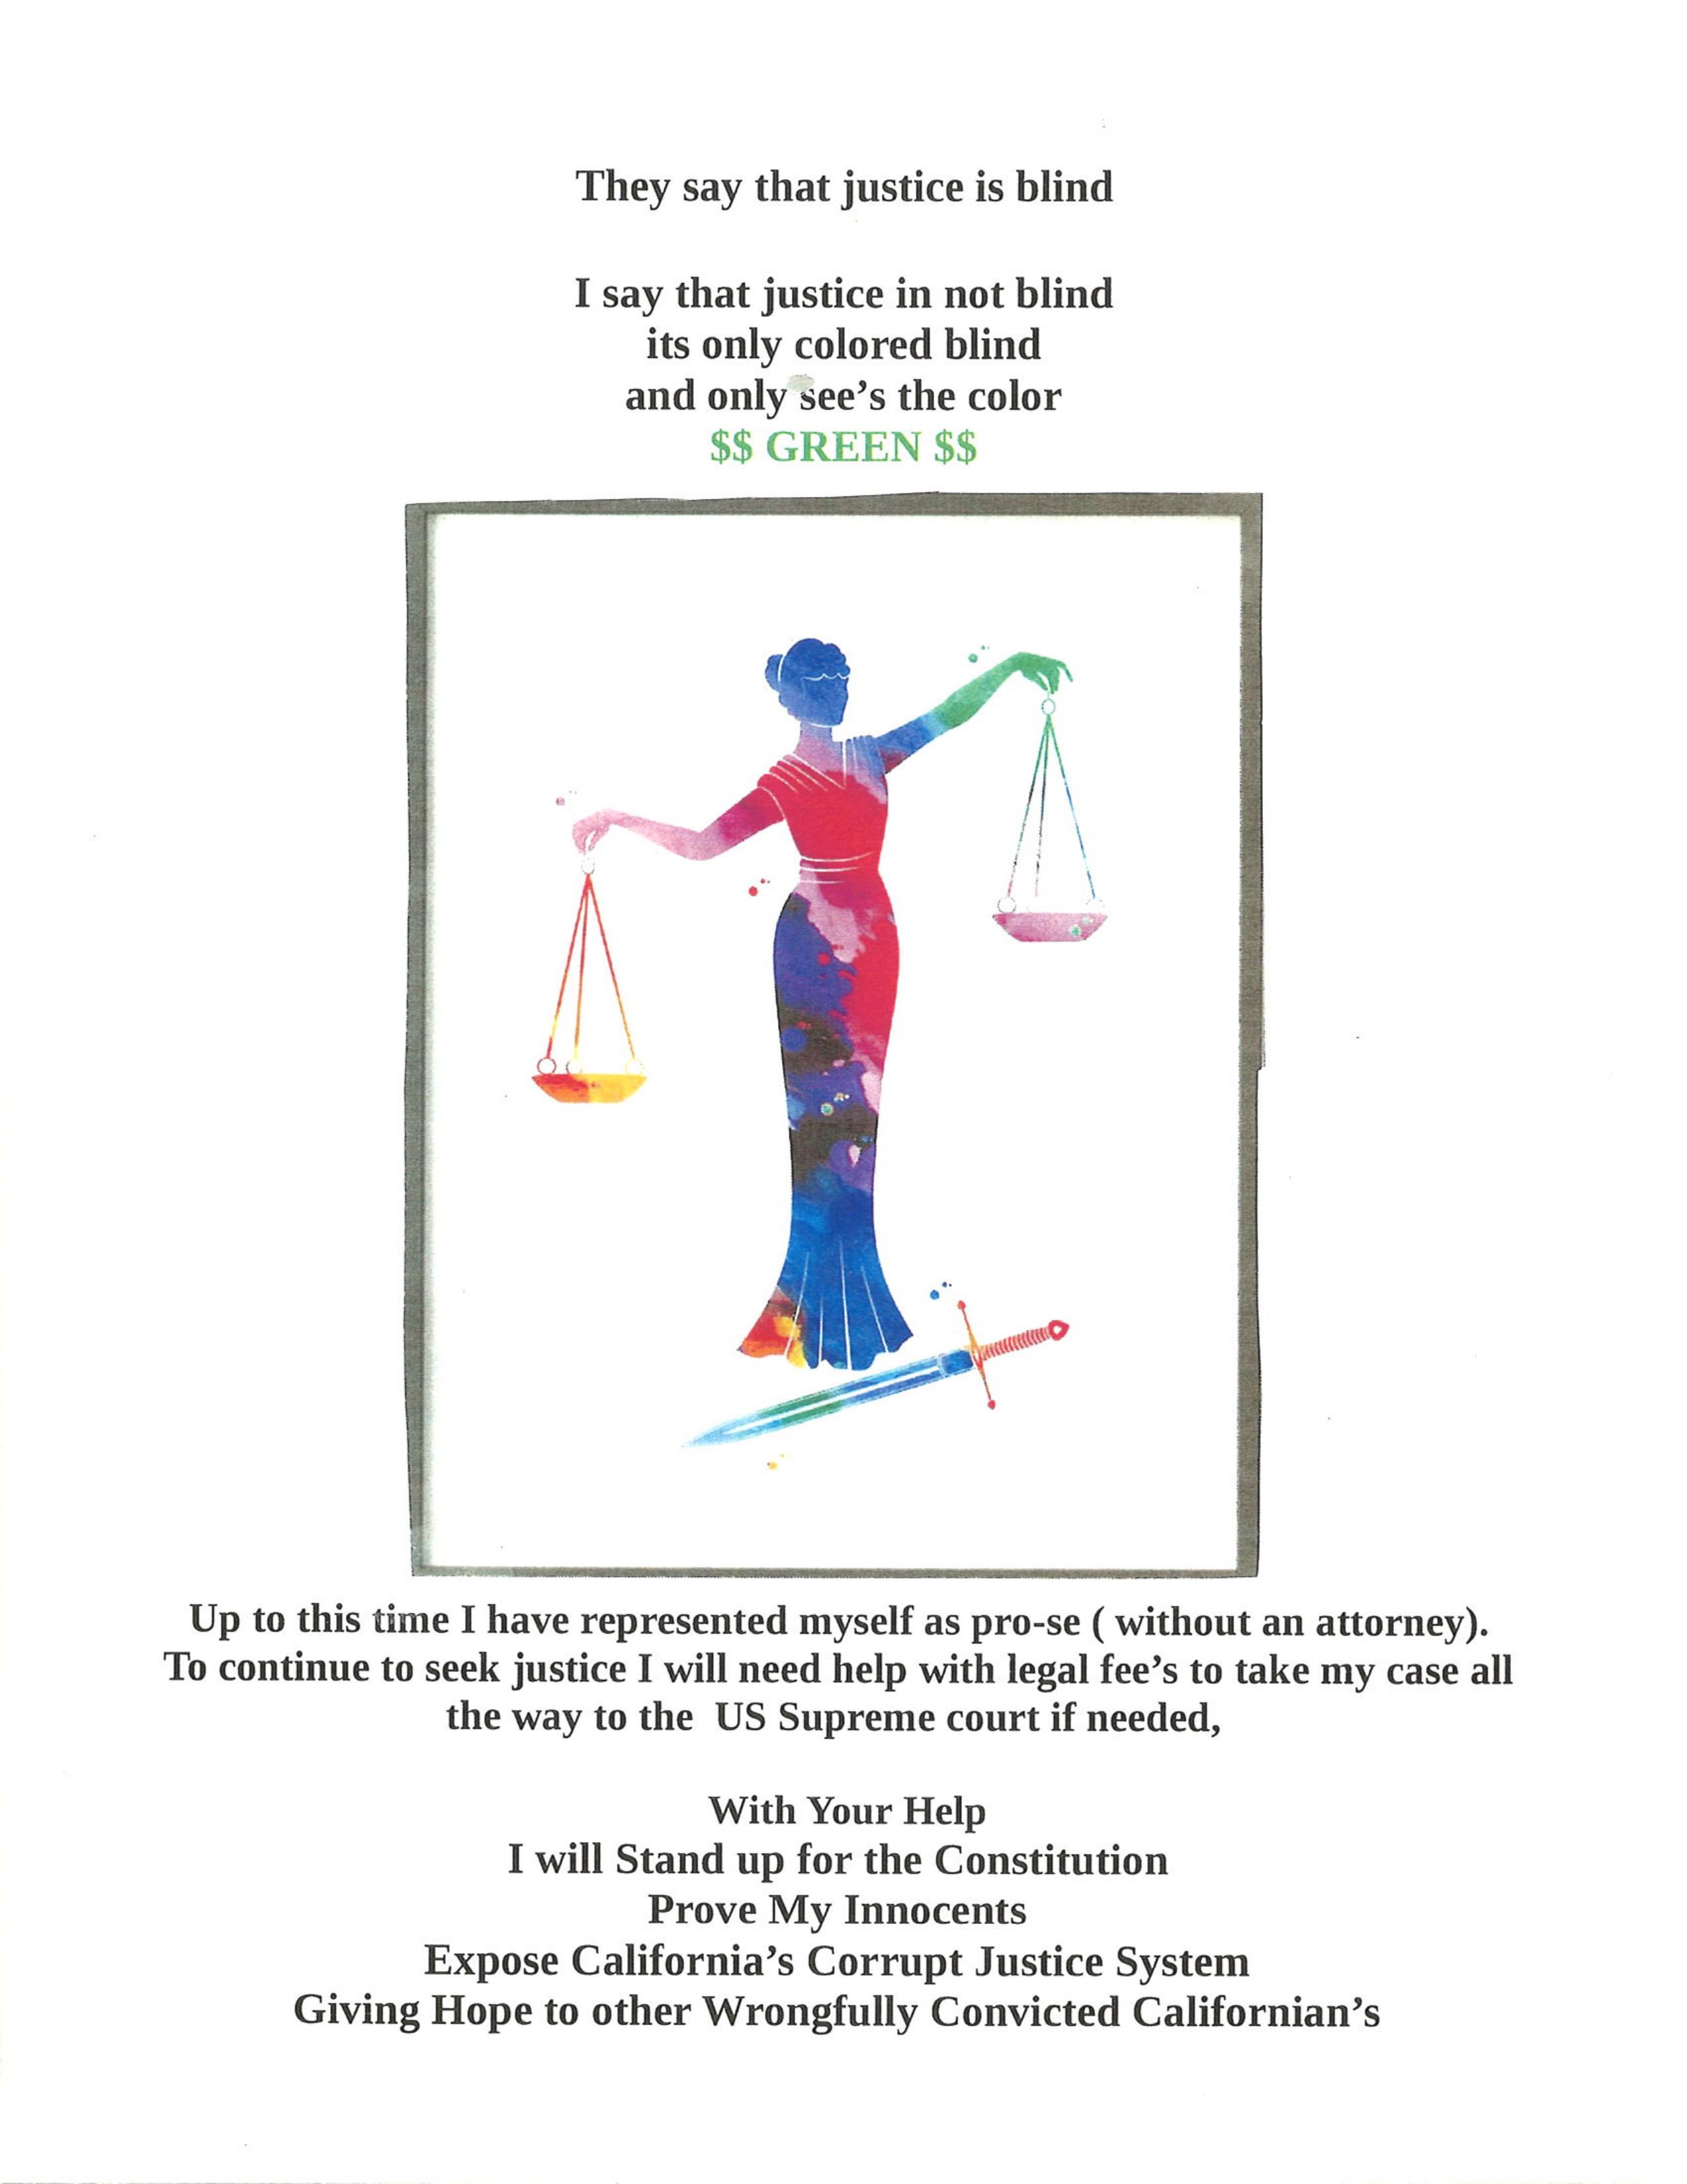 They say that justice is blind
I say that justice in not blind
its only colored blind
and only see's the color
$$ GREEN $$
Up to this time I have represented myself as pro-se ( without an attorney).
To continue to seek justice I will need help with legal fee’s to take my case all
the way to the  US Supreme court if needed,
With Your Help
I will Stand up for the Constitution
Prove My Innocents
Expose California’s Corrupt Justice System
Giving Hope to other Wrongfully Convicted Californian’s